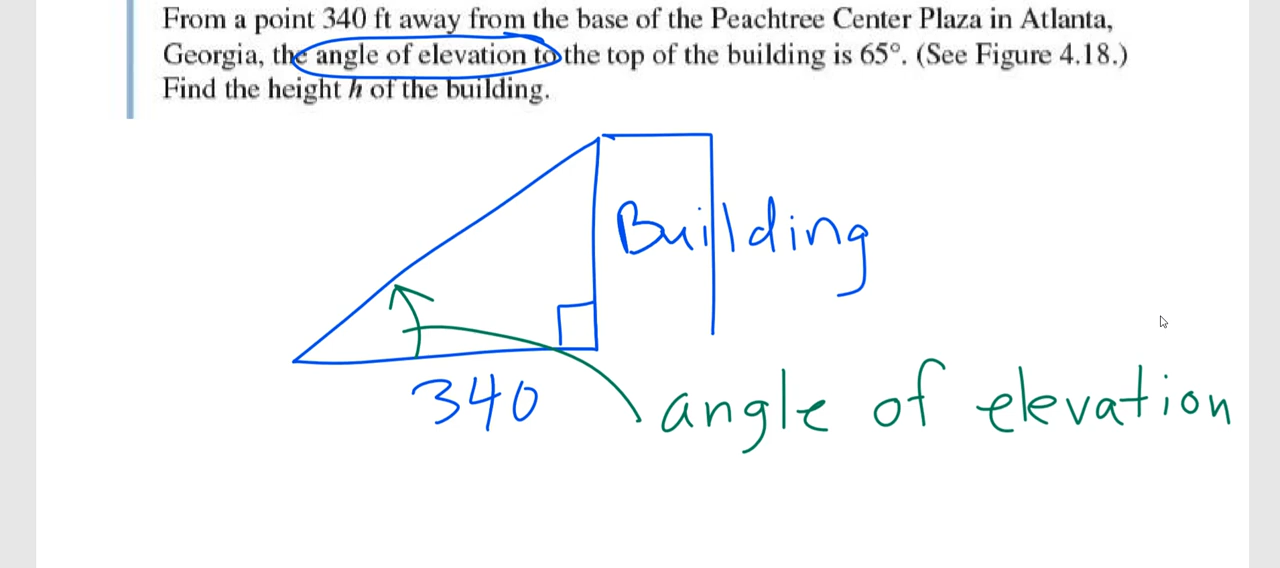 From a point 340 ft away from the base of the Peachtree Center Plaza in Atlanta,
Georgia, the angle of elevation to the top of the building is 65°. (See Figure 4.18.)
Find the height h of the building.
Building
340
angle of elevation